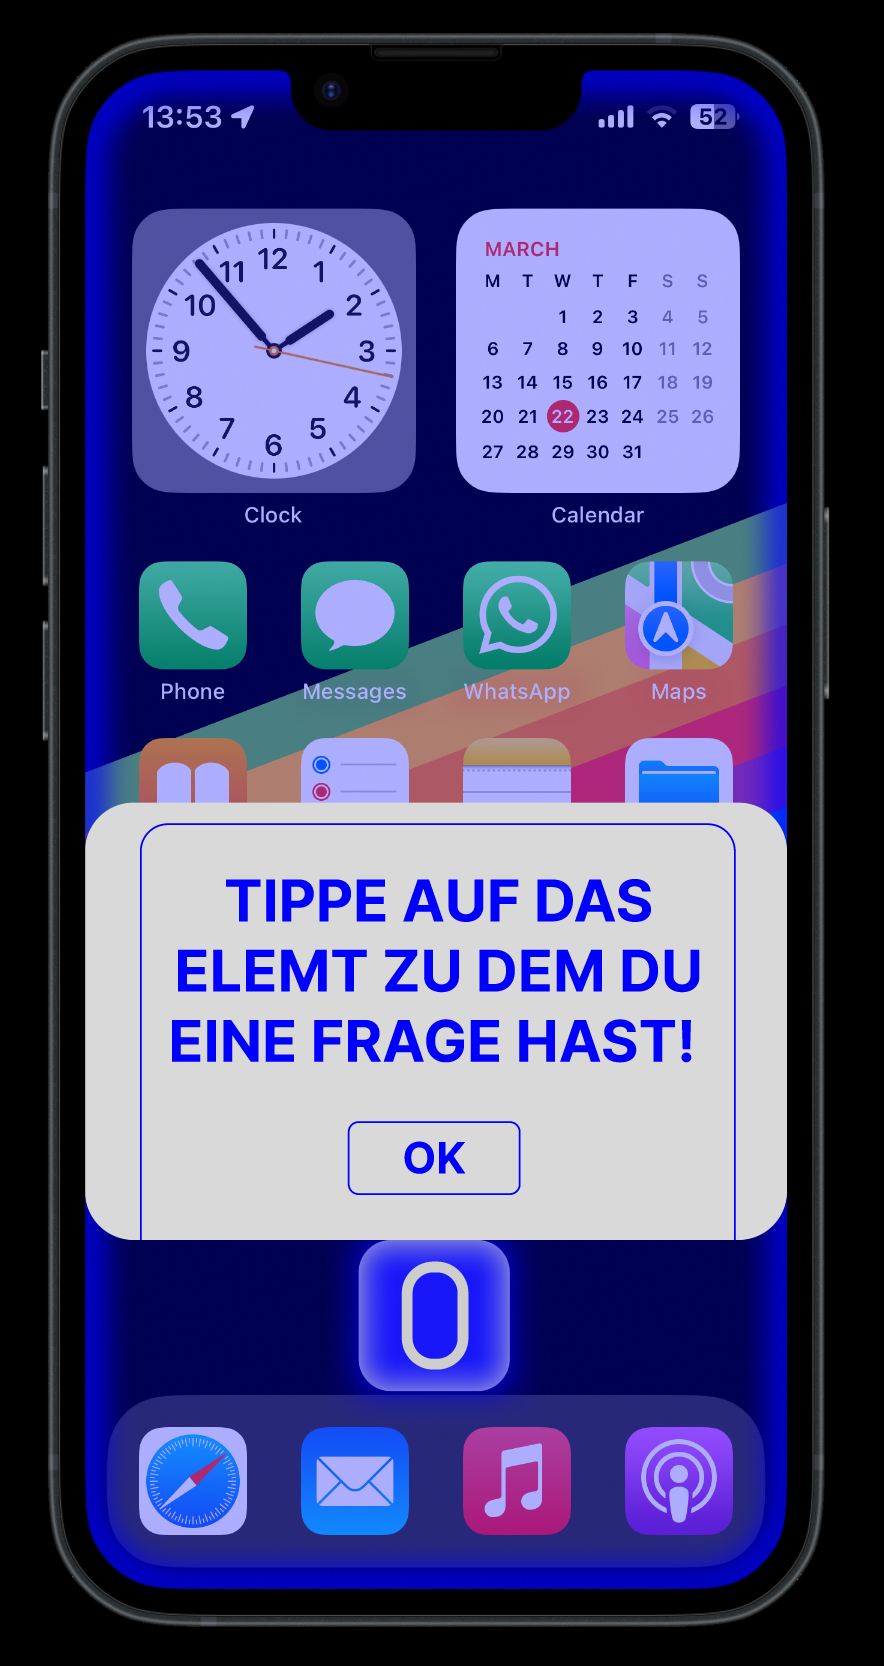 13:53 52
12
11 1
10 2
9 3
8 4
7 5
6
Clock
MARCH
M T W T F S S
1 2 3 4 5
6 7 8 9 10 11 12
13 14 15 16 17 18 19
20 21 22 23 24 25 26
27 28 29 30 31
Calendar
Phone Messages WhatsApp Maps
TIPPE AUF DAS
ELEMT ZU DEM DU
EINE FRAGE HAST!
OK
0